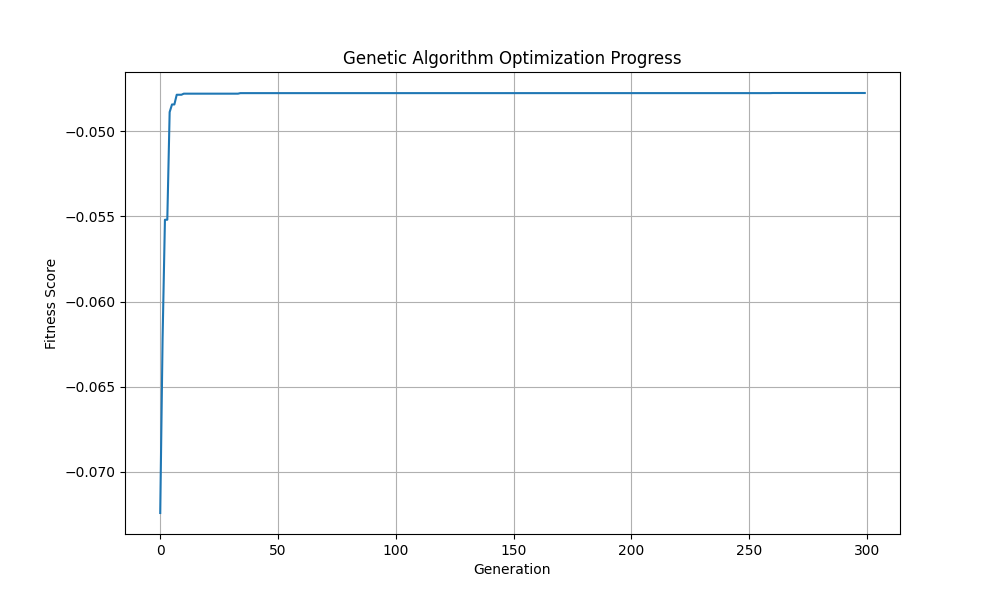 Genetic Algorithm Optimization Progress
−0.050
−0.055
−0.060
−0.065
−0.070
Fitness Score
0 50 100 150 200 250 300
Generation